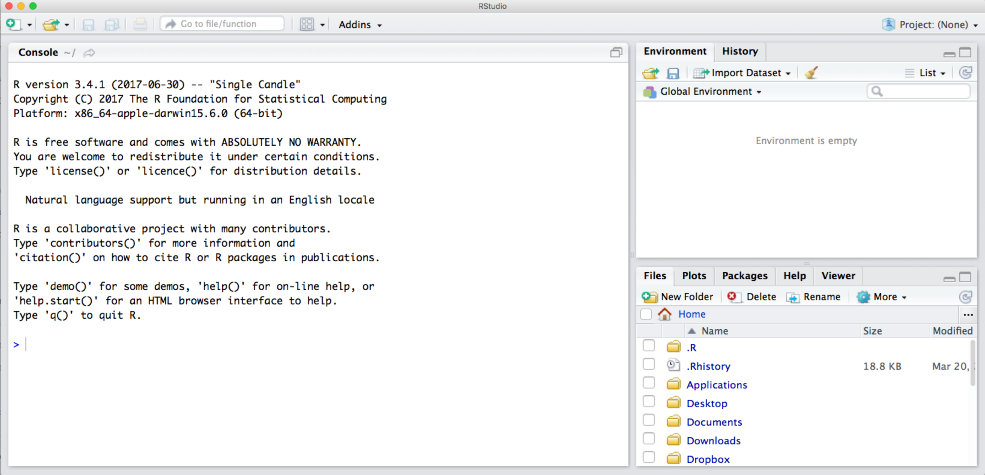 RStudio
Go to file/function
Addins
Project: (None)
Console ~/
R version 3.4.1 (2017-06-30) -- "Single Candle"
Copyright (C) 2017 The R Foundation for Statistical Computing
Platform: x86_64-apple-darwin15.6.0 (64-bit)
R is free software and comes with ABSOLUTELY NO WARRANTY.
You are welcome to redistribute it under certain conditions.
Type 'license()' or 'licence()' for distribution details.
Natural language support but running in an English locale
R is a collaborative project with many contributors.
Type 'contributors()' for more information and
'citation()' on how to cite R or R packages in publications.
Type 'demo()' for some demos, 'help()' for on-line help, or
'help.start()' for an HTML browser interface to help.
Type 'q()' to quit R.
>
Environment History
Import Dataset List
Global Environment
Environment is empty
Files Plots Packages Help Viewer
New Folder Delete Rename More
Home ...
Name Size Modified
.R
.Rhistory 18.8 KB Mar 20,
Applications
Desktop
Documents
Downloads
Dropbox